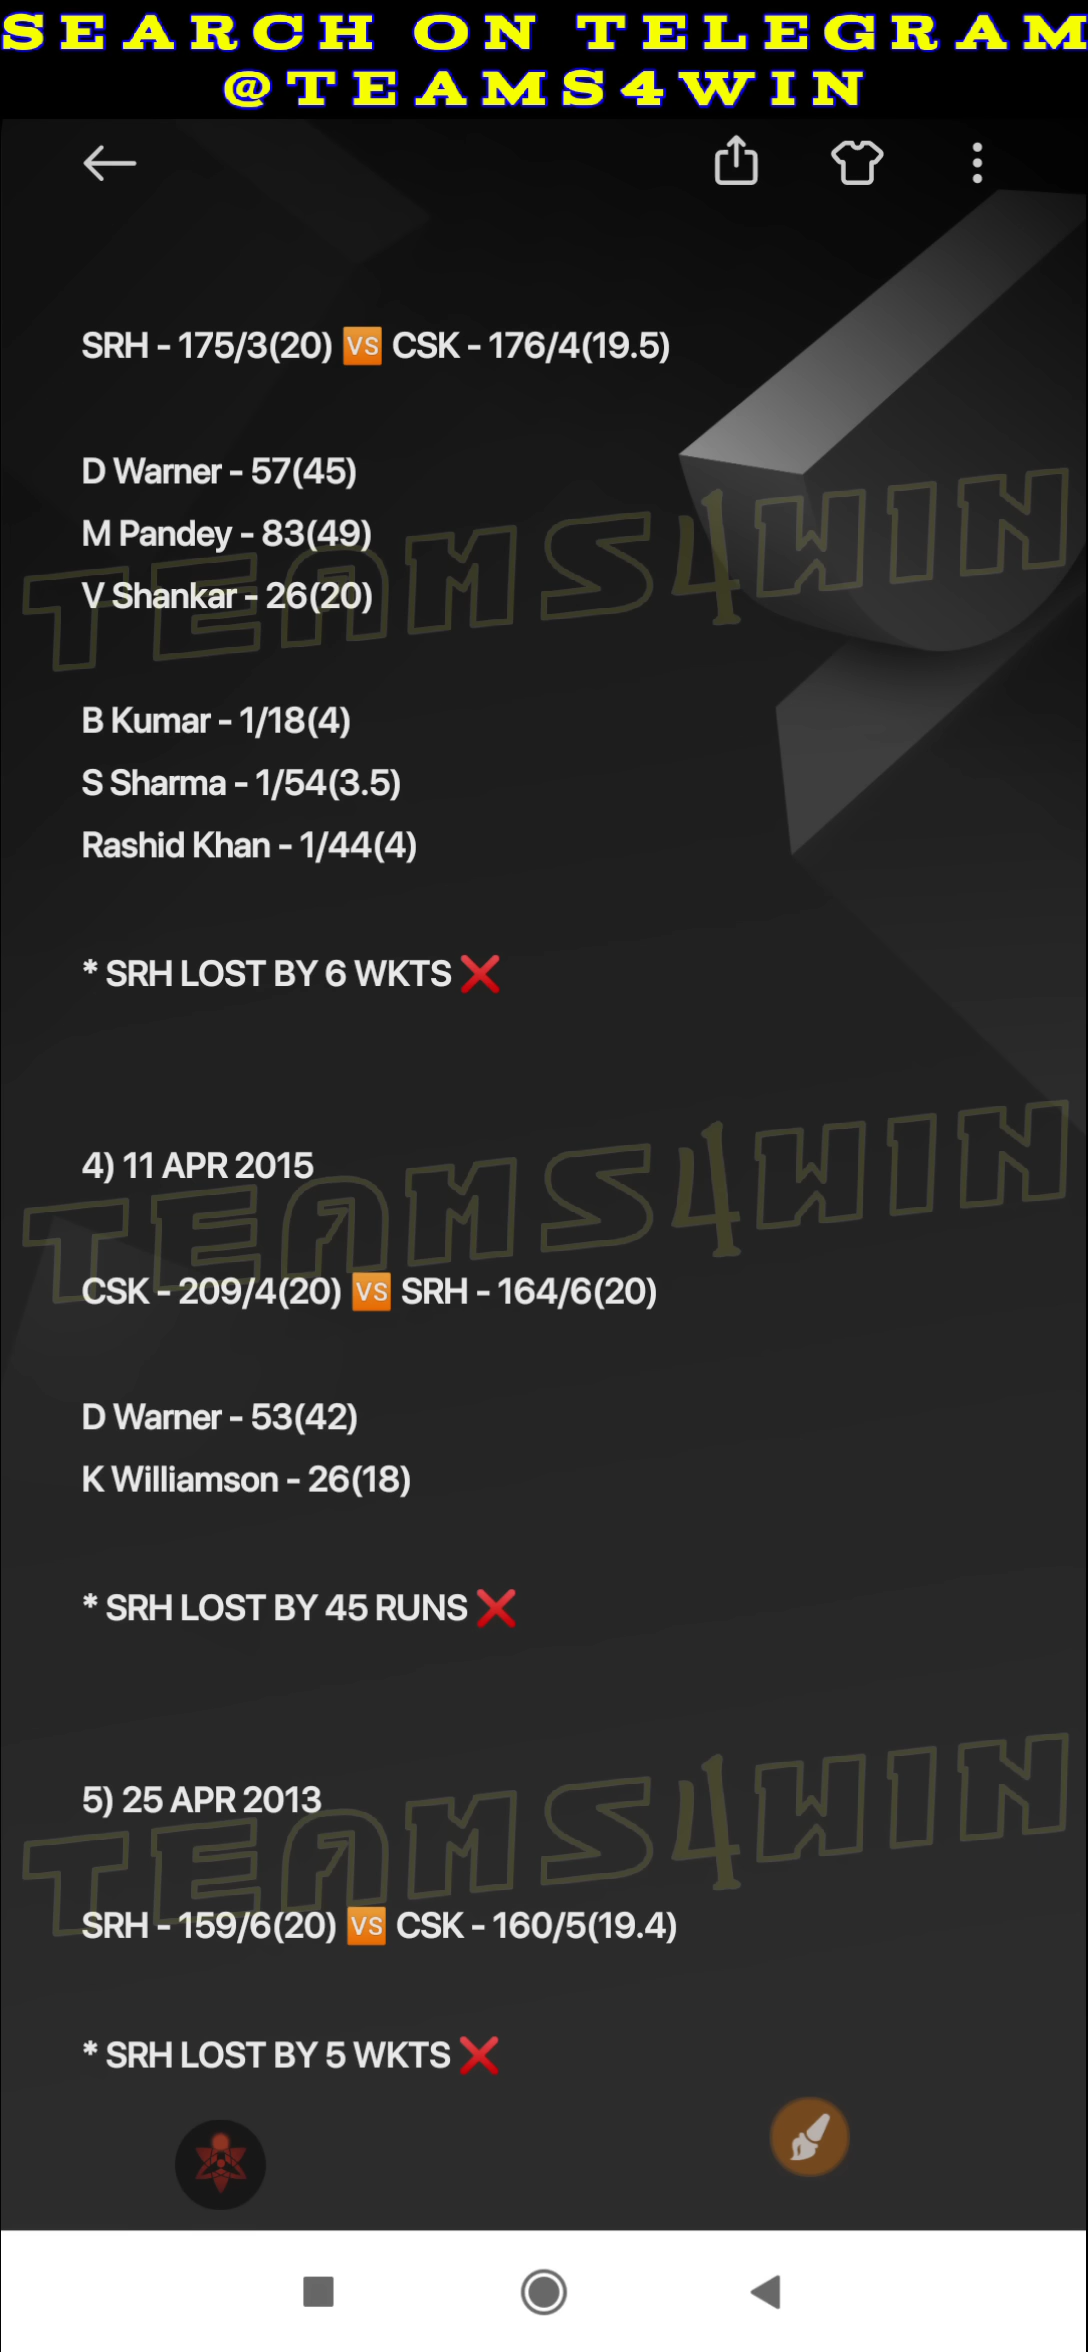 SEARCH ON TELEGRAM
@TEAMS4WIN
SRH - 175/3(20) 🆚 CSK - 176/4(19.5)
D Warner - 57(45)
M Pandey - 83(49)
V Shankar - 26(20)
TEAMS4WIN
B Kumar - 1/18(4)
S Sharma - 1/54(3.5)
Rashid Khan - 1/44(4)
* SRH LOST BY 6 WKTS ❌
4) 11 APR 2015
TEAMS4WIN
CSK - 209/4(20) 🆚 SRH - 164/6(20)
D Warner - 53(42)
K Williamson - 26(18)
* SRH LOST BY 45 RUNS ❌
5) 25 APR 2013
TEAMS4WIN
SRH - 159/6(20) 🆚 CSK - 160/5(19.4)
* SRH LOST BY 5 WKTS ❌